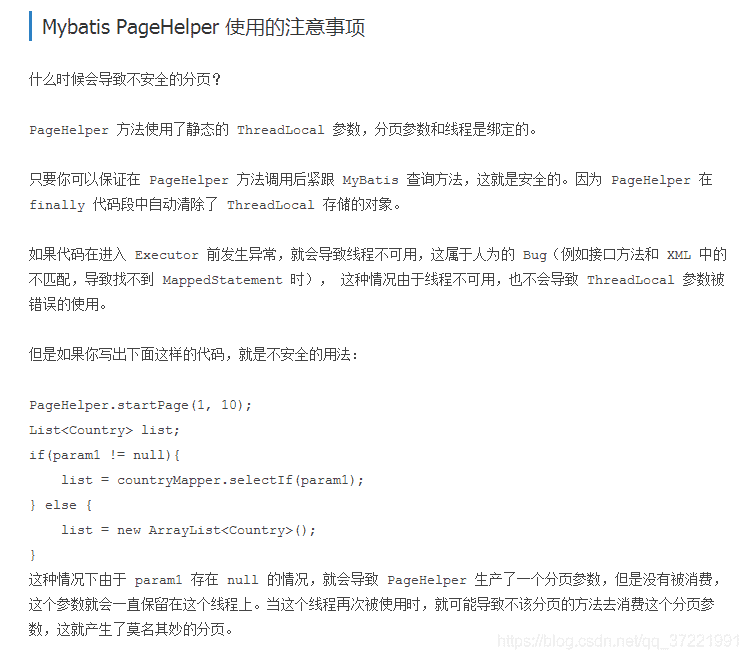 Mybatis PageHelper 使用的注意事项
什么时候会导致不安全的分页？
PageHelper 方法使用了静态的 ThreadLocal 参数，分页参数和线程是绑定的。
只要你可以保证在 PageHelper 方法调用后紧跟 MyBatis 查询方法，这就是安全的。因为 PageHelper 在
finally 代码段中自动清除了 ThreadLocal 存储的对象。
如果代码在进入 Executor 前发生异常，就会导致线程不可用，这属于人为的 Bug（例如接口方法和 XML 中的
不匹配，导致找不到 MappedStatement 时）， 这种情况由于线程不可用，也不会导致 ThreadLocal 参数被
错误的使用。
但是如果你写出下面这样的代码，就是不安全的用法：
PageHelper.startPage(1, 10);
List<Country> list;
if(param1 != null){
    list = countryMapper.selectIf(param1);
} else {
    list = new ArrayList<Country>();
}
这种情况下由于 param1 存在 null 的情况，就会导致 PageHelper 生产了一个分页参数，但是没有被消费，
这个参数就会一直保留在这个线程上。当这个线程再次被使用时，就可能导致不该分页的方法去消费这个分页参
数，这就产生了莫名其妙的分页。
https://blog.csdn.net/qq_37221991